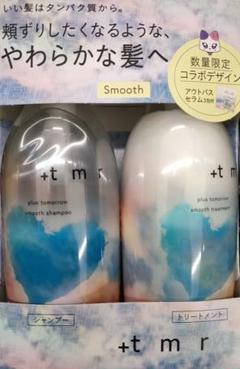 いい髪はタンパク質から。
頬ずりしたくなるような、
やわらかな髪へ
数量限定
コラボデザイン
アウトバス
セラム3包付
Smooth
+t m r
plus tomorrow
smooth shampoo
+t m r
plus tomorrow
smooth treatment
シャンプー
トリートメント
+t m r